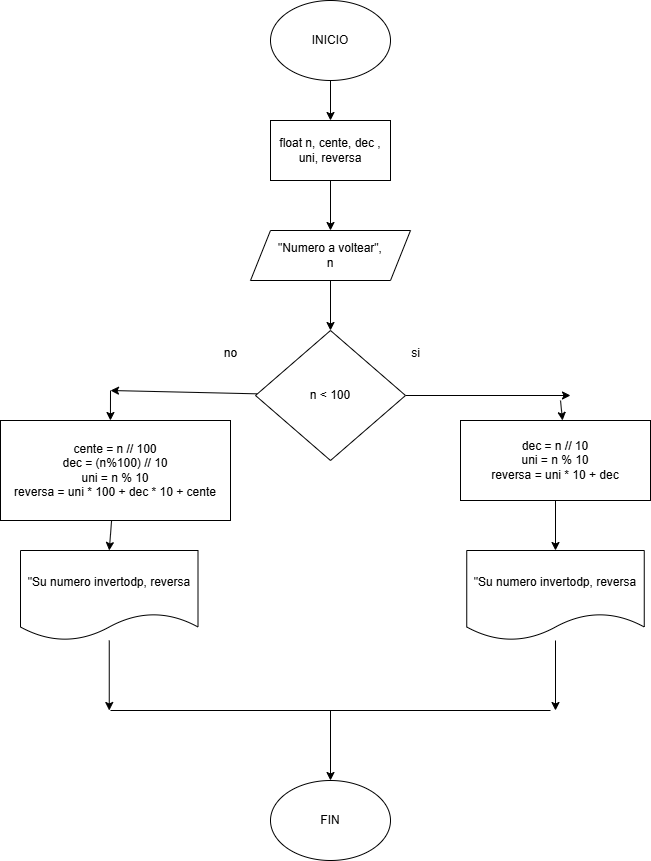 INICIO
float n, cente, dec ,
uni, reversa
"Numero a voltear",
n
no
si
n < 100
cente = n // 100
dec = (n%100) // 10
uni = n % 10
reversa = uni * 100 + dec * 10 + cente
dec = n // 10
uni = n % 10
reversa = uni * 10 + dec
"Su numero invertodp, reversa
"Su numero invertodp, reversa
FIN